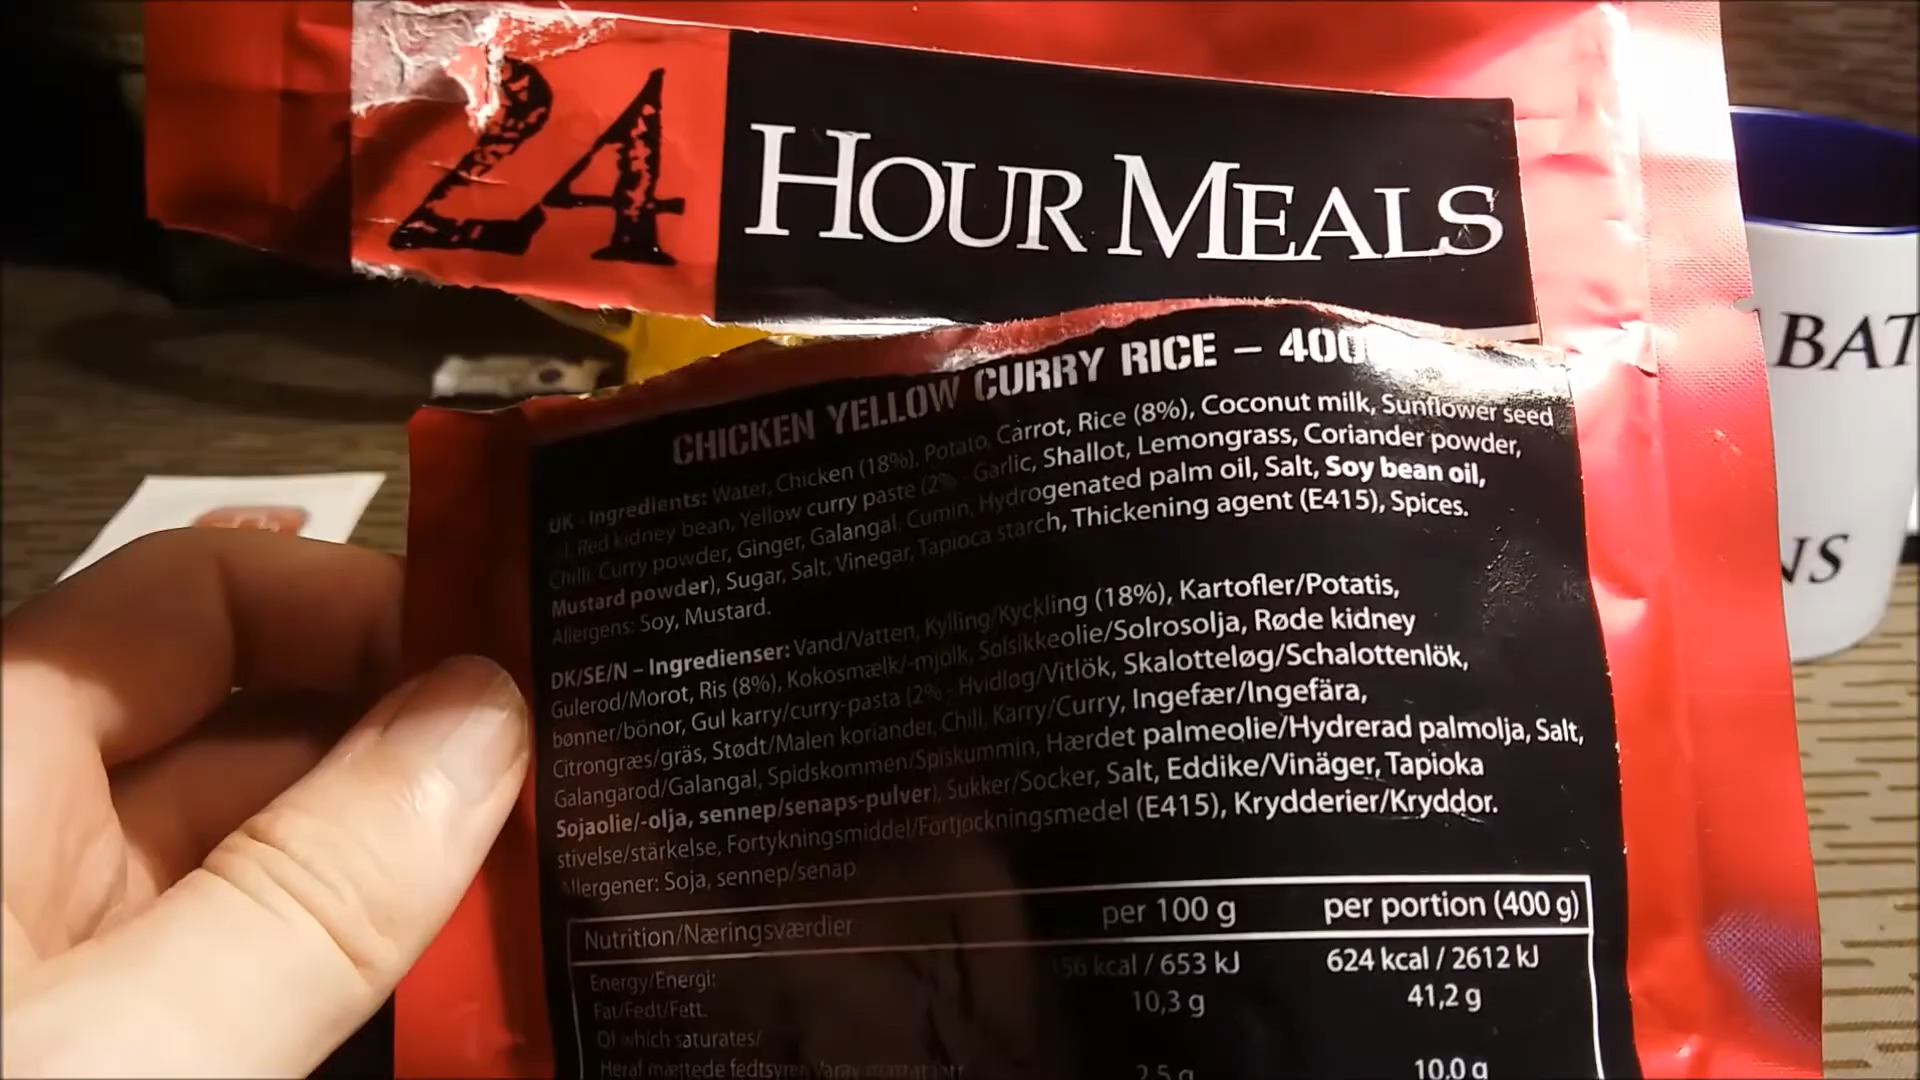 24 HOUR MEALS
BAT
NS
CHICKEN YELLOW CURRY RICE – 400
UK - Ingredients: Water, Chicken (18%), Potato, Carrot, Rice (8%), Coconut milk, Sunflower seed
Red kidney bean, Yellow curry paste (2% - Garlic, Shallot, Lemongrass, Coriander powder,
Chilli, Curry powder, Ginger, Galangal, Cumin, Hydrogenated palm oil, Salt, Soy bean oil,
Mustard powder), Sugar, Salt, Vinegar, Tapioca starch, Thickening agent (E415), Spices.
Allergens: Soy, Mustard.
DK/SE/N – Ingredienser: Vand/Vatten, Kylling/Kyckling (18%), Kartofler/Potatis,
Gulerod/Morot, Ris (8%), Kokosmælk/-mjölk, Solsikkeolie/Solrosolja, Røde kidney
bønner/bönor, Gul karry/curry-pasta (2% - Hvidløg/Vitlök, Skalotteløg/Schalottenlök,
Citrongræs/gräs, Stødt/Malen koriander, Chili, Karry/Curry, Ingefær/Ingefära,
Galangarod/Galangal, Spidskommen/Spiskummin, Hærdet palmeolie/Hydrerad palmolja, Salt,
Sojaolie/-olja, sennep/senaps-pulver), Sukker/Socker, Salt, Eddike/Vinäger, Tapioka
stivelse/stärkelse, Fortykningsmiddel/Förtjockningsmedel (E415), Krydderier/Kryddor.
Allergener: Soja, sennep/senap
Nutrition/Næringsværdier per 100 g per portion (400 g)
Energy/Energi: 156 kcal / 653 kJ 624 kcal / 2612 kJ
Fat/Fedt/Fett. 10,3 g 41,2 g
Of which saturates/
Heraf mættede fedtsyrer 2,5 g 10,0 g